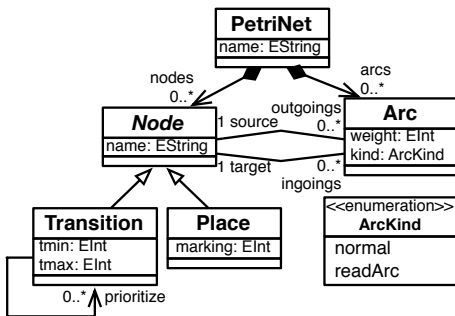 PetriNet
name: EString
nodes
0..*
arcs
0..*
Node
name: EString
1 source
outgoings
0..*
1 target
0..*
ingoings
Arc
weight: EInt
kind: ArcKind
Transition
tmin: EInt
tmax: EInt
Place
marking: EInt
<<enumeration>>
ArcKind
normal
readArc
0..*
prioritize